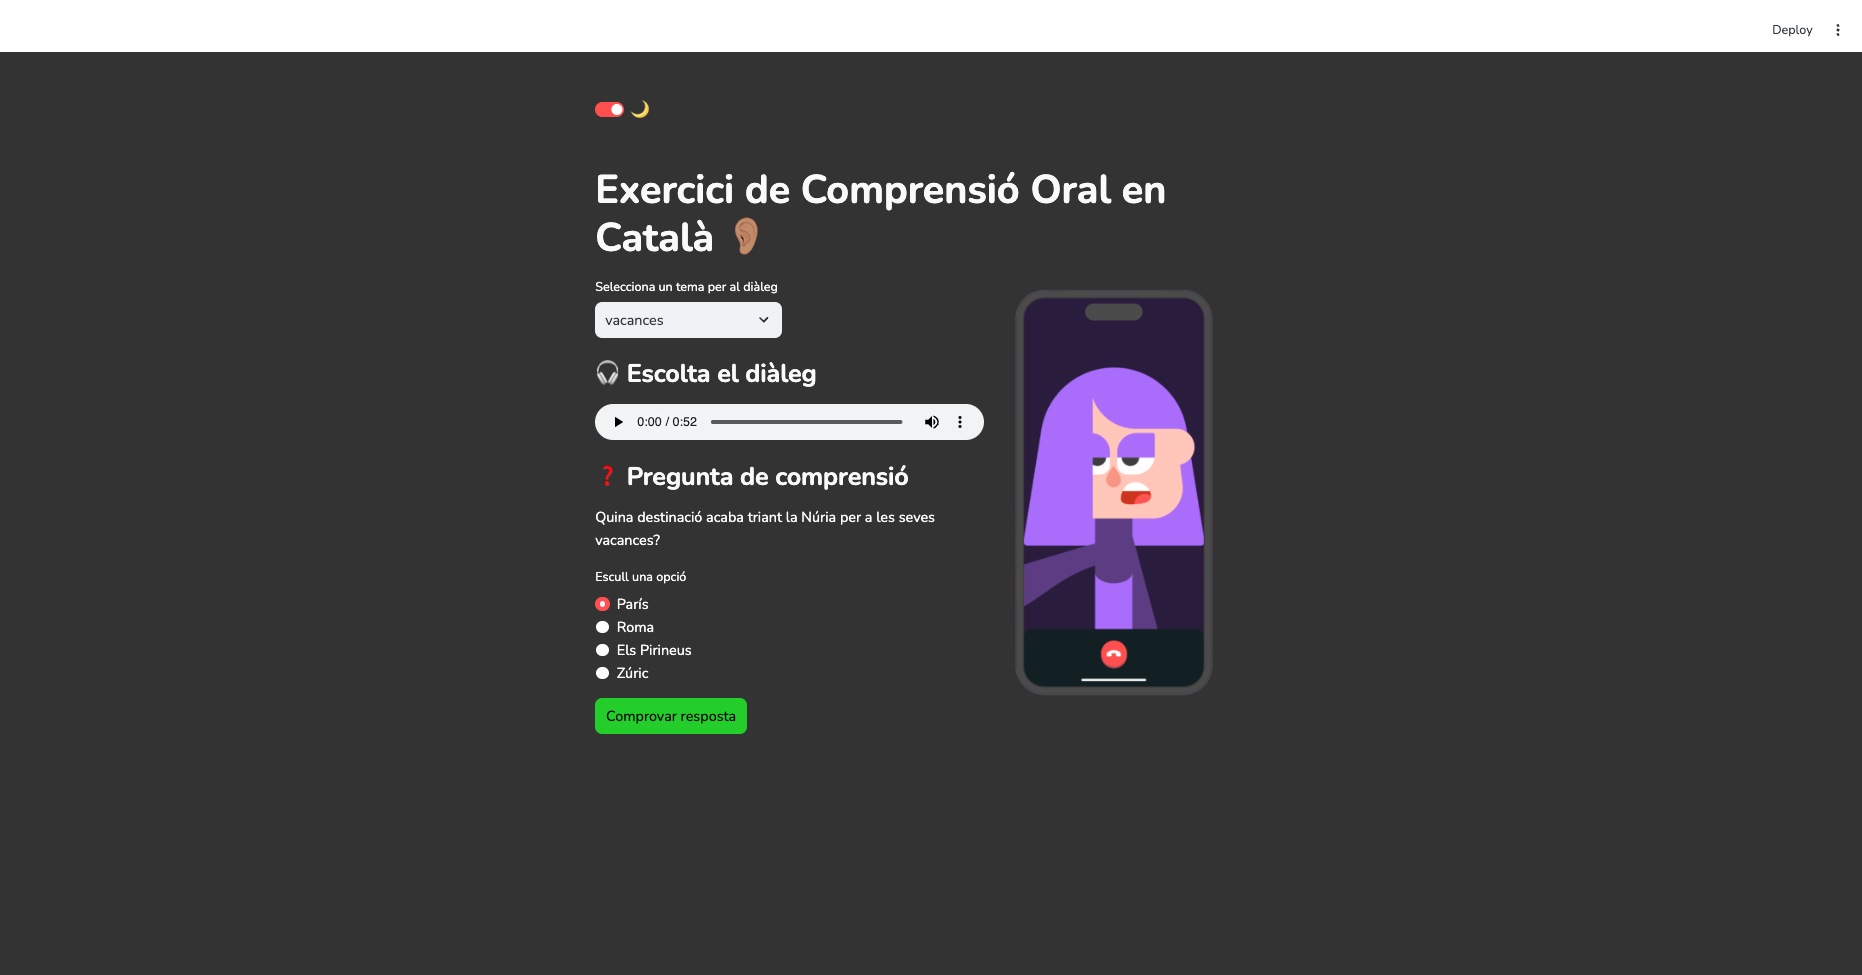 Deploy
Exercici de Comprensió Oral en
Català
Selecciona un tema per al diàleg
vacances
Escolta el diàleg
0:00 / 0:52
Pregunta de comprensió
Quina destinació acaba triant la Núria per a les seves
vacances?
Escull una opció
París
Roma
Els Pirineus
Zúric
Comprovar resposta